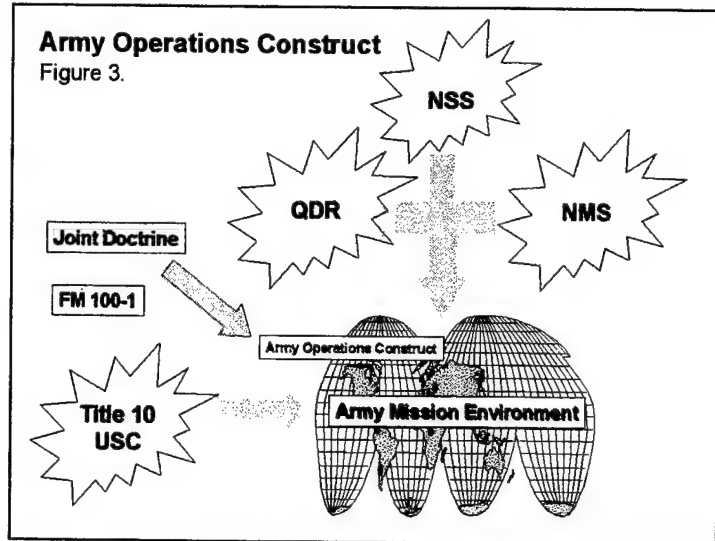 Army Operations Construct
Figure 3.
NSS
QDR
NMS
Joint Doctrine
FM 100-1
Army Operations Construct
Title 10
USC
Army Mission Environment